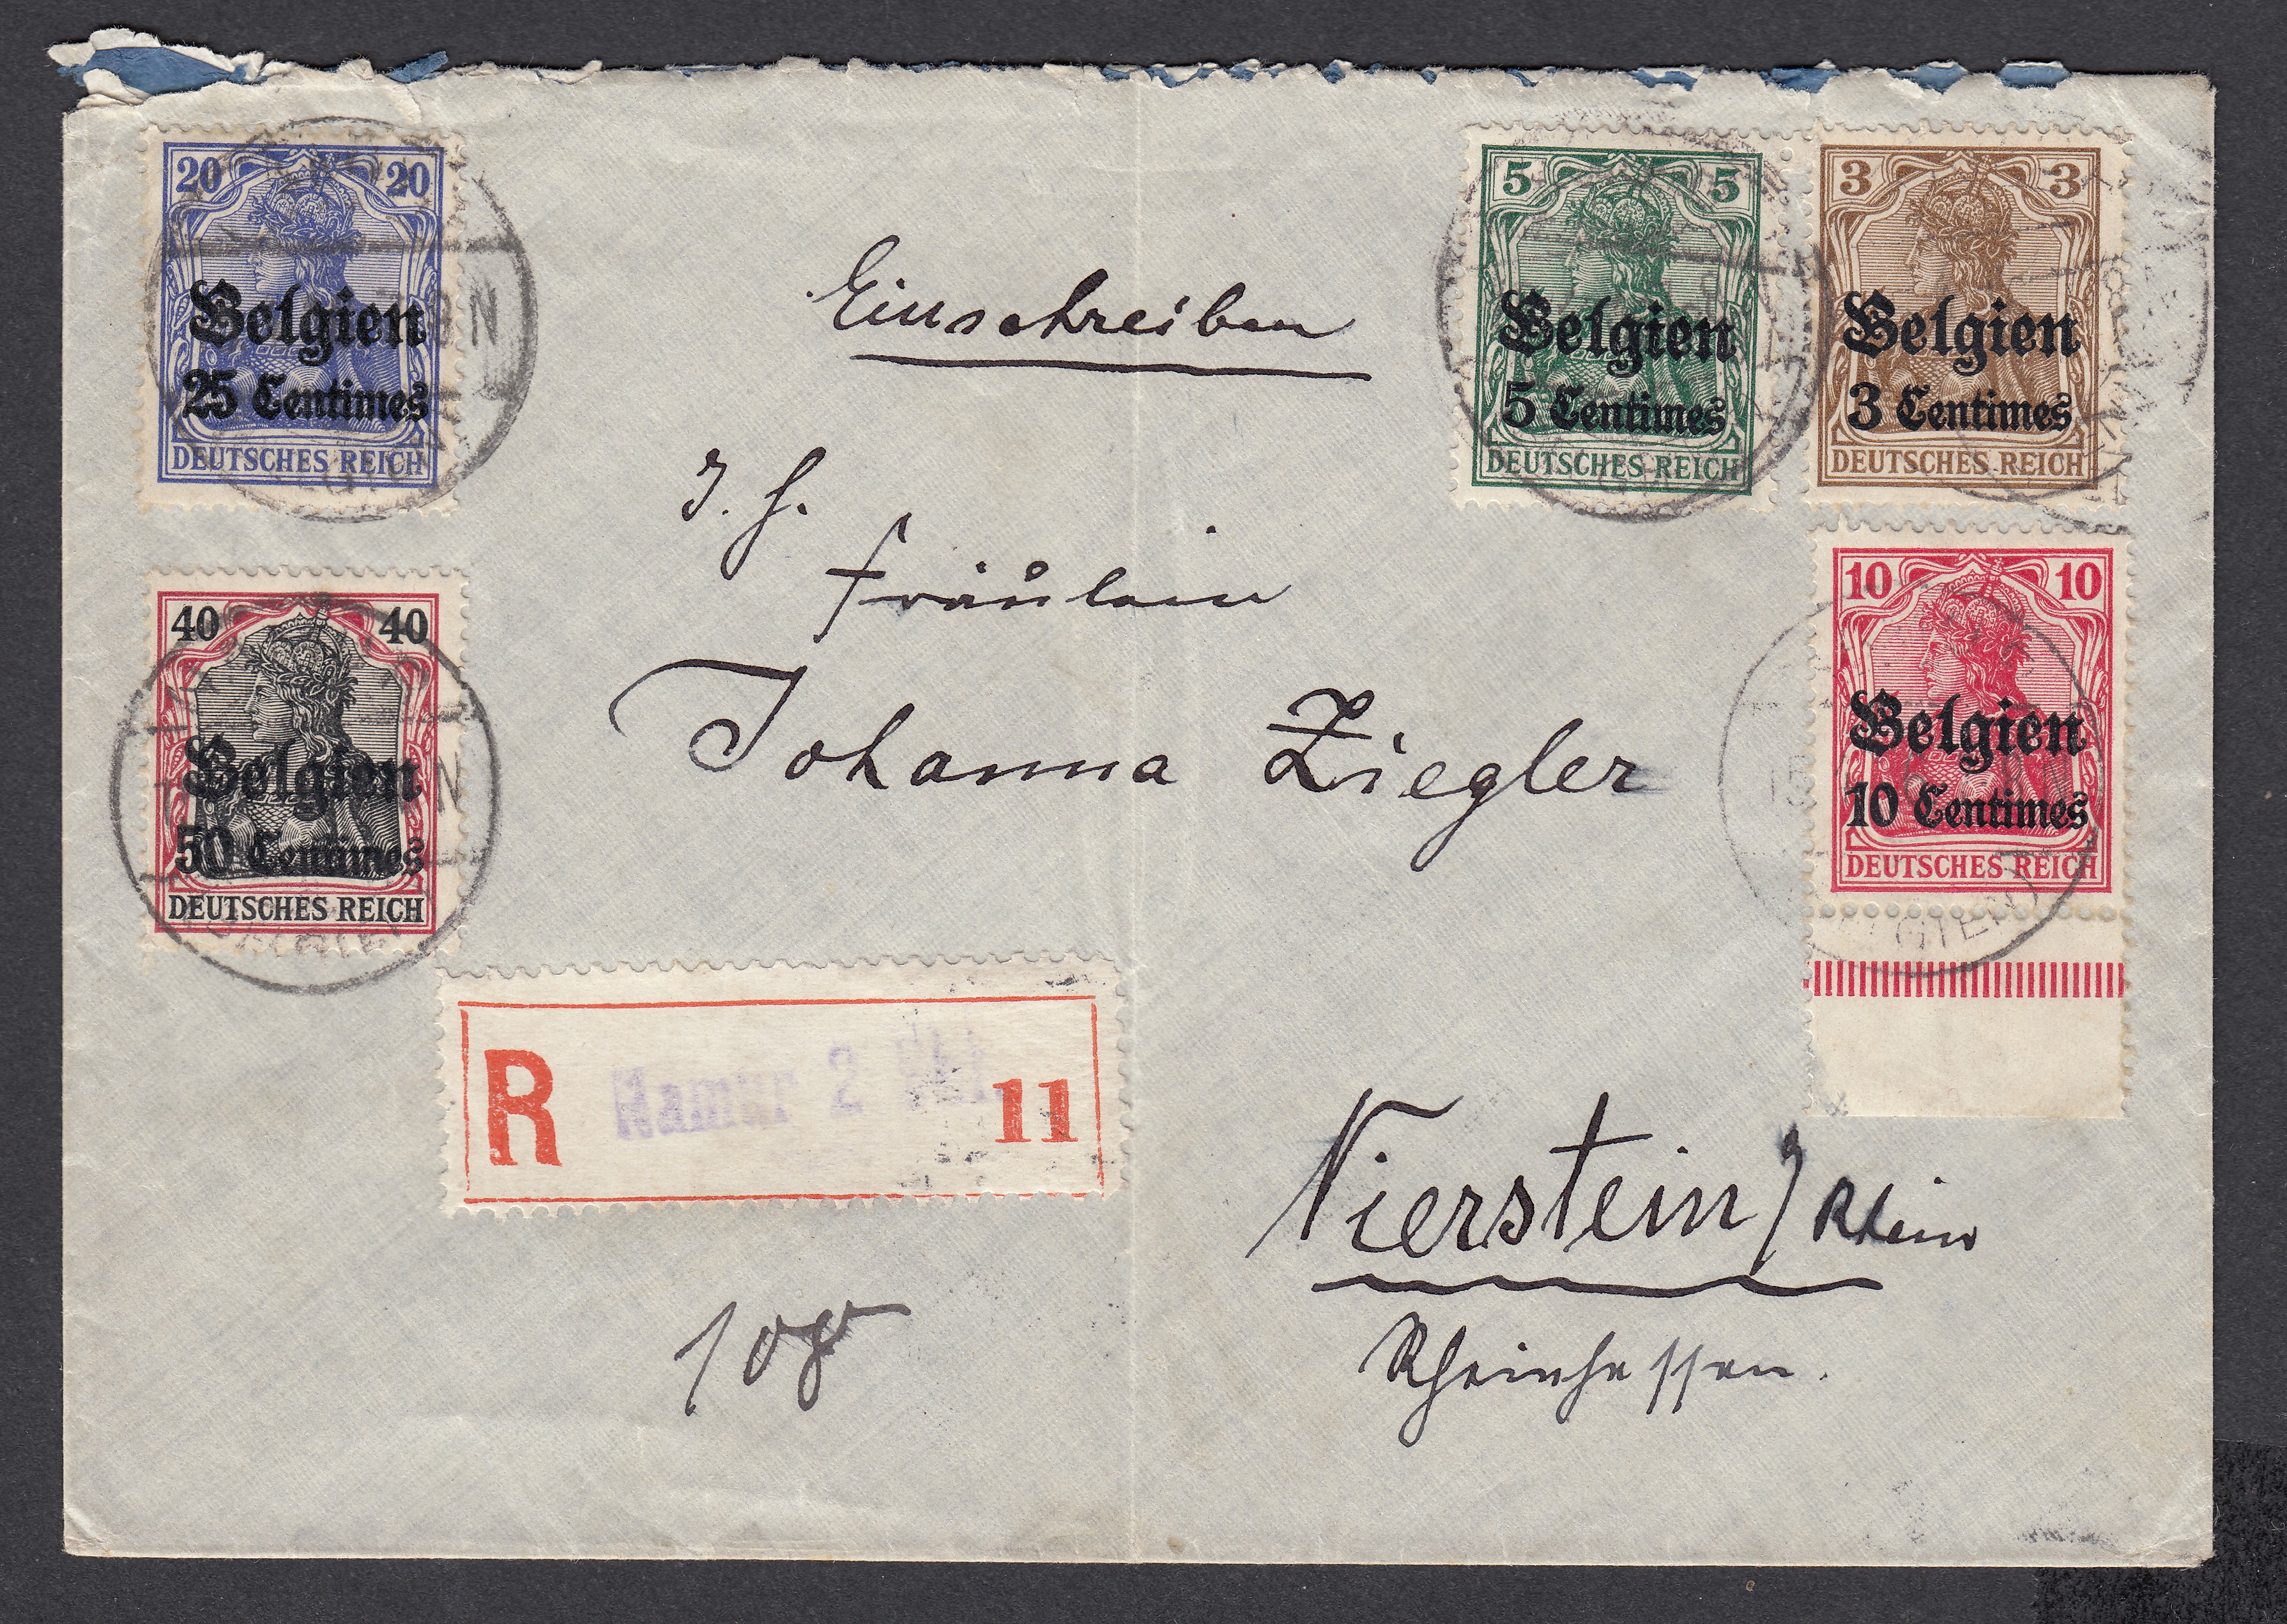 20 20
Belgien
25 Centimes
DEUTSCHES REICH
5 5
Belgien
5 Centimes
DEUTSCHES REICH
3 3
Belgien
3 Centimes
DEUTSCHES REICH
Einschreiben
40 40
Belgien
50 Centimes
DEUTSCHES REICH
10 10
Belgien
10 Centimes
DEUTSCHES REICH
Fräulein
Johanna Ziegler
R Namur 2 11
Nierstein / Rhein
Rheinhessen.